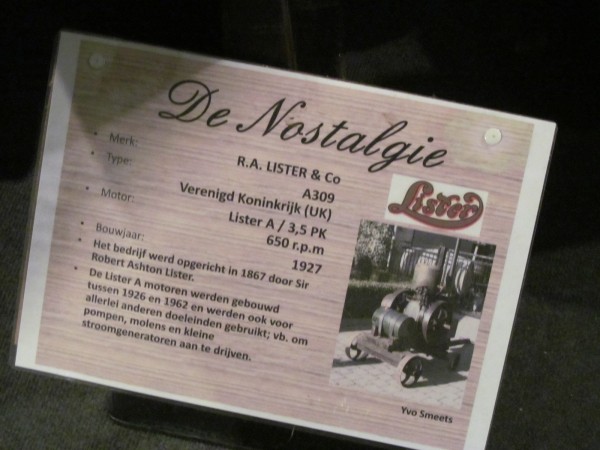 De Nostalgie
• Merk: R.A. LISTER & Co
• Type: A309
Verenigd Koninkrijk (UK)
• Motor: Lister A / 3,5 PK
650 r.p.m
• Bouwjaar: 1927
• Het bedrijf werd opgericht in 1867 door Sir
Robert Ashton Lister.
• De Lister A motoren werden gebouwd
tussen 1926 en 1962 en werden ook voor
allerlei anderen doeleinden gebruikt; vb. om
pompen, molens en kleine
stroomgeneratoren aan te drijven.
Lister
Yvo Smeets